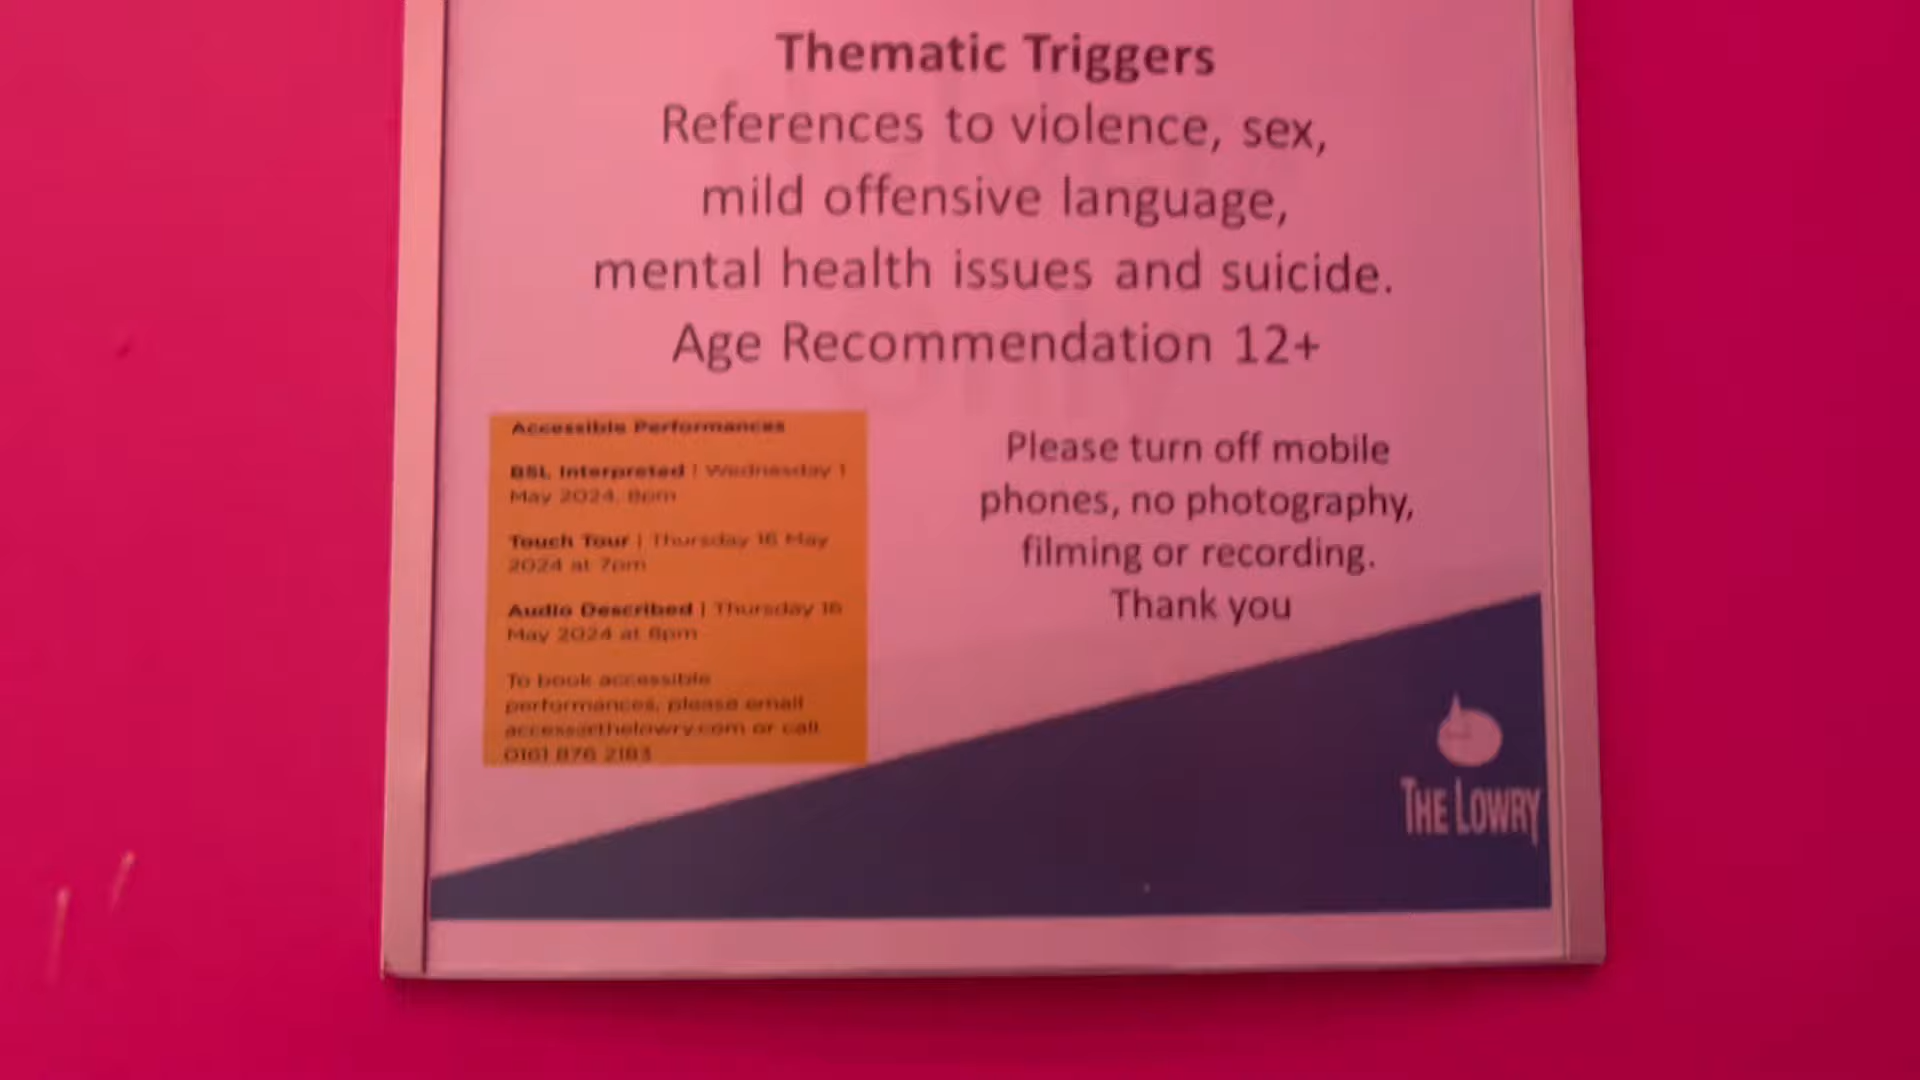 Thematic Triggers
References to violence, sex,
mild offensive language,
mental health issues and suicide.
Age Recommendation 12+
Accessible Performances
BSL Interpreted | Wednesday 1
May 2024, 8pm
Touch Tour | Thursday 16 May
2024 at 7pm
Audio Described | Thursday 16
May 2024 at 8pm
To book accessible
performances, please email
access@thelowry.com or call
0161 876 2183
Please turn off mobile
phones, no photography,
filming or recording.
Thank you
THE LOWRY